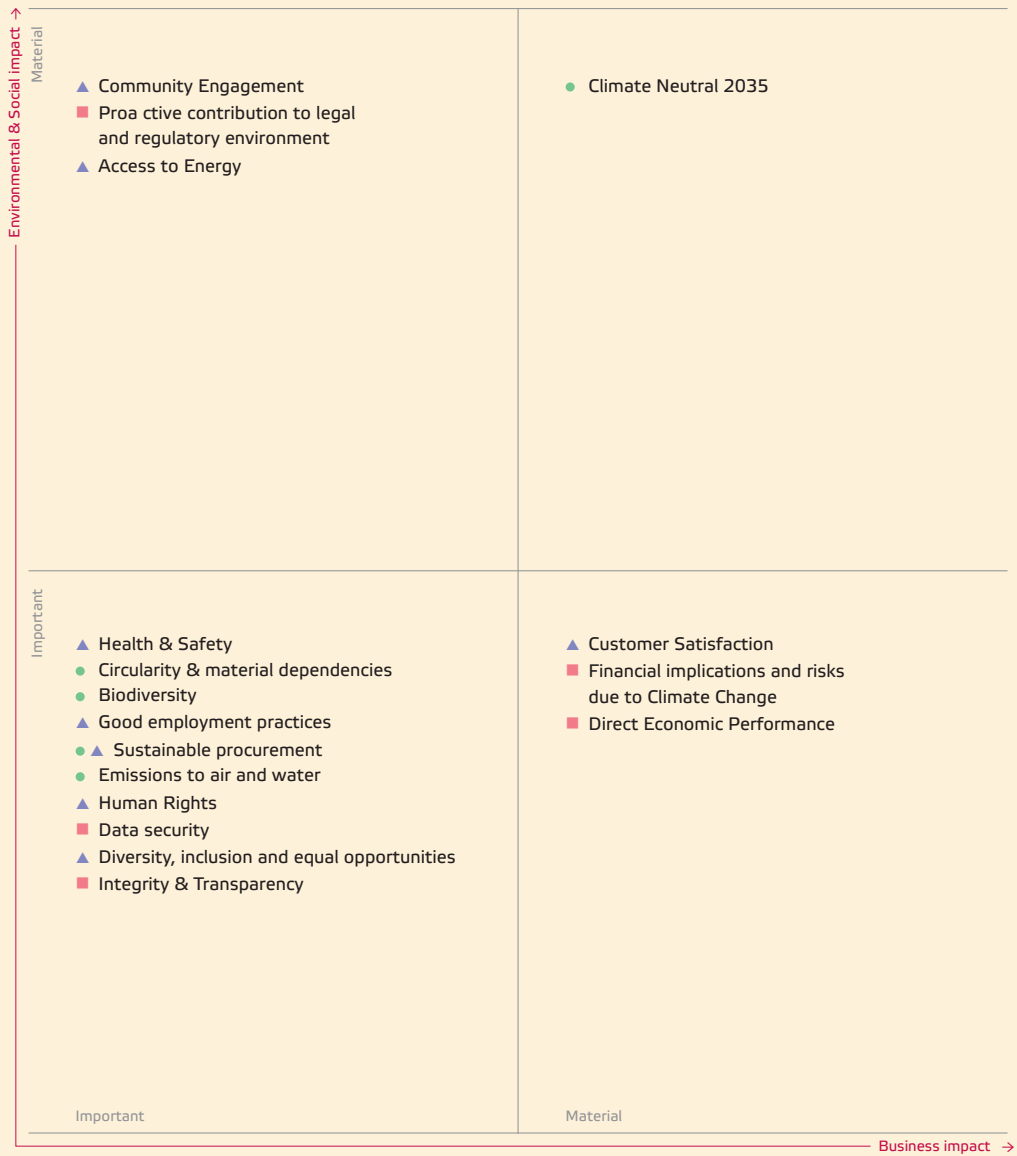 Environmental & Social impact →
Material
Community Engagement
Proa ctive contribution to legal
and regulatory environment
Access to Energy
Climate Neutral 2035
Important
Health & Safety
Circularity & material dependencies
Biodiversity
Good employment practices
Sustainable procurement
Emissions to air and water
Human Rights
Data security
Diversity, inclusion and equal opportunities
Integrity & Transparency
Customer Satisfaction
Financial implications and risks
due to Climate Change
Direct Economic Performance
Important
Material
Business impact →